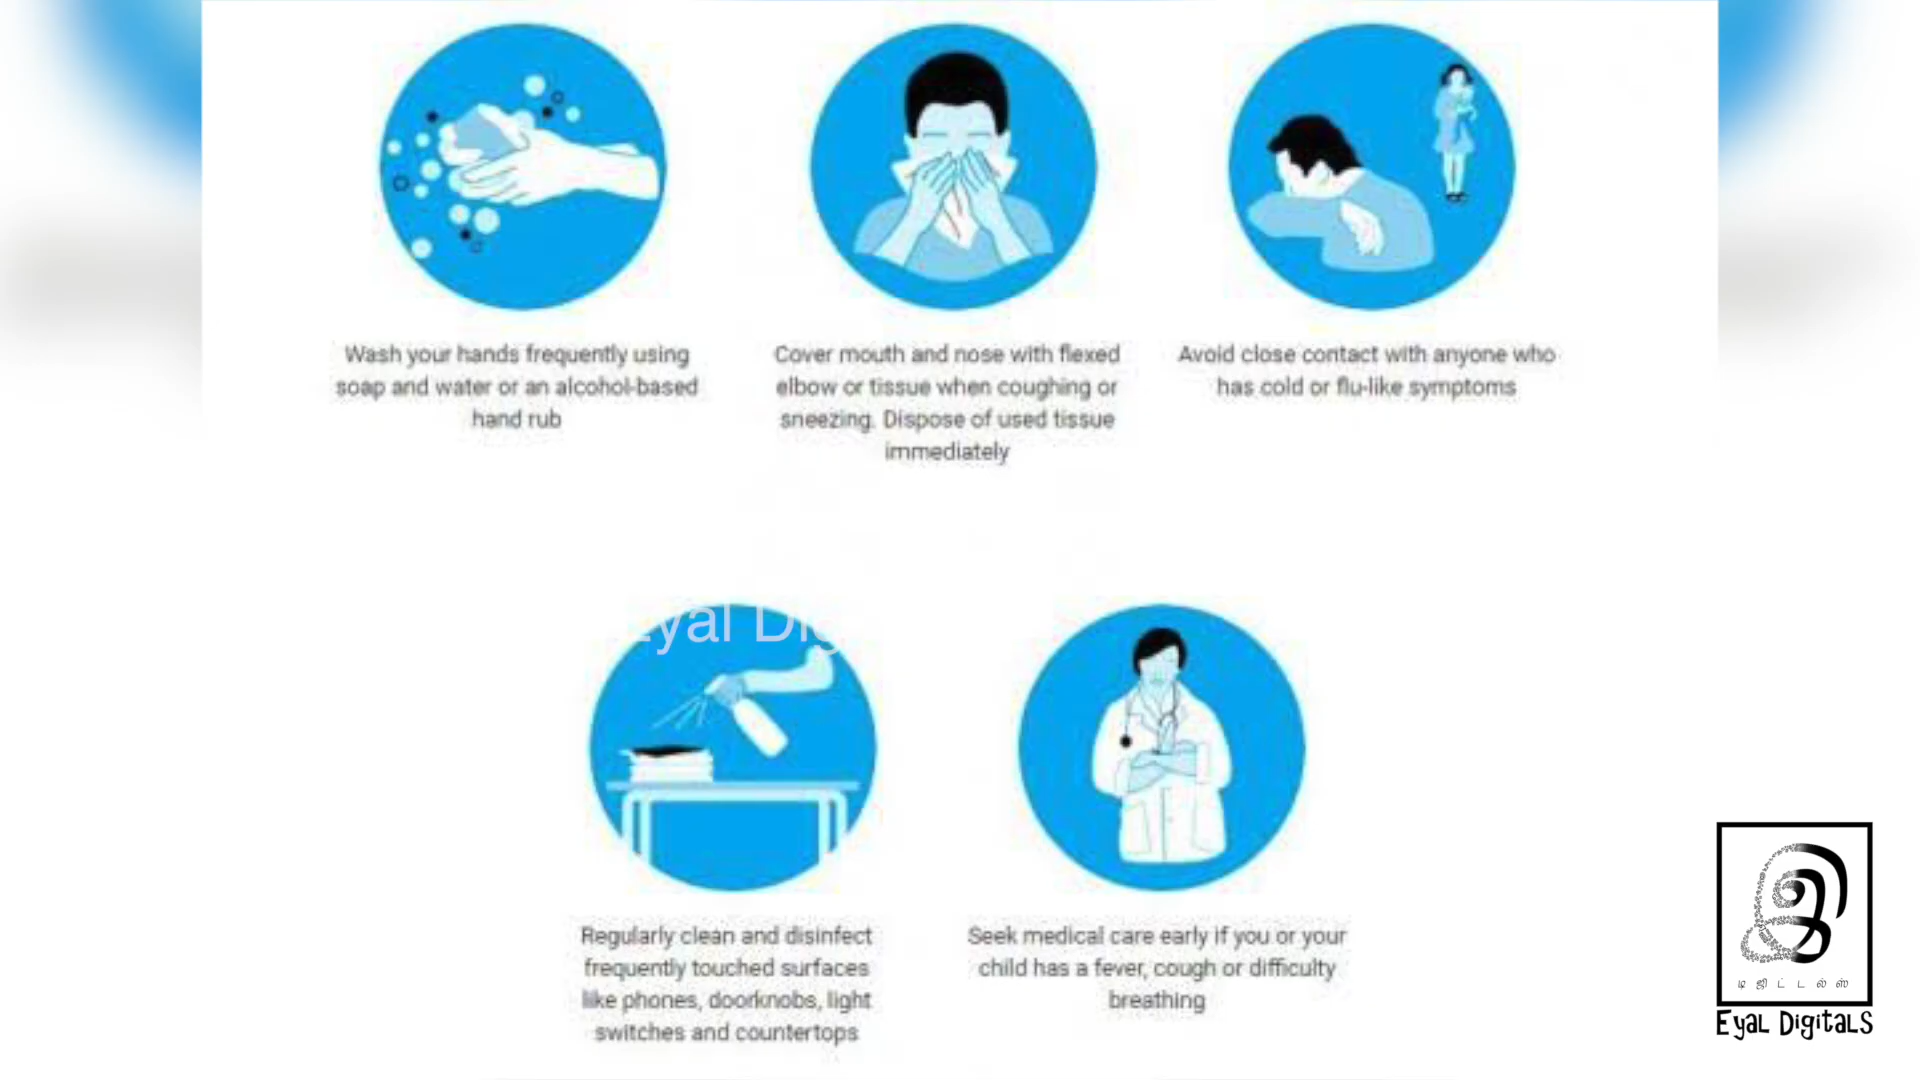 Wash your hands frequently using
soap and water or an alcohol-based
hand rub
Cover mouth and nose with flexed
elbow or tissue when coughing or
sneezing. Dispose of used tissue
immediately
Avoid close contact with anyone who
has cold or flu-like symptoms
Eyal Dig
Regularly clean and disinfect
frequently touched surfaces
like phones, doorknobs, light
switches and countertops
Seek medical care early if you or your
child has a fever, cough or difficulty
breathing
இ
டிஜிட்டல்ஸ்
Eyal Digitals